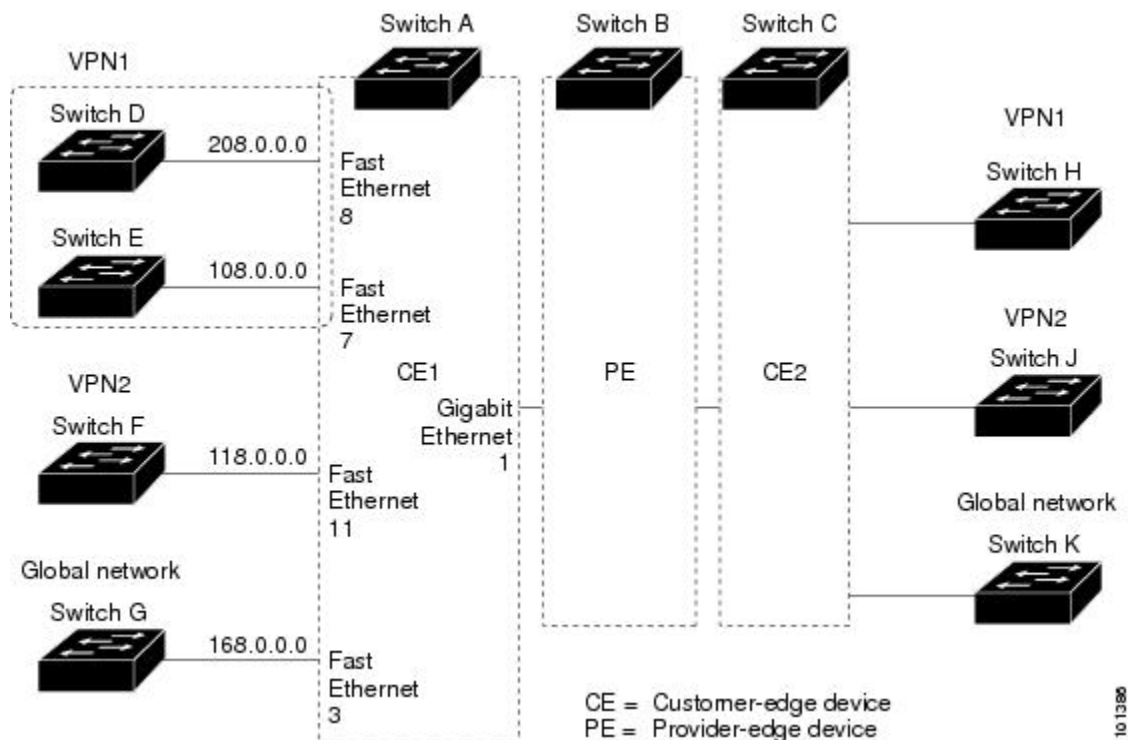 Switch A
Switch B
Switch C
VPN1
Switch D
208.0.0.0
Fast
Ethernet
8
Switch E
108.0.0.0
Fast
Ethernet
7
VPN2
Switch F
118.0.0.0
Fast
Ethernet
11
Global network
Switch G
168.0.0.0
Fast
Ethernet
3
CE1
Gigabit
Ethernet
1
PE
CE2
VPN1
Switch H
VPN2
Switch J
Global network
Switch K
CE = Customer-edge device
PE = Provider-edge device
101386